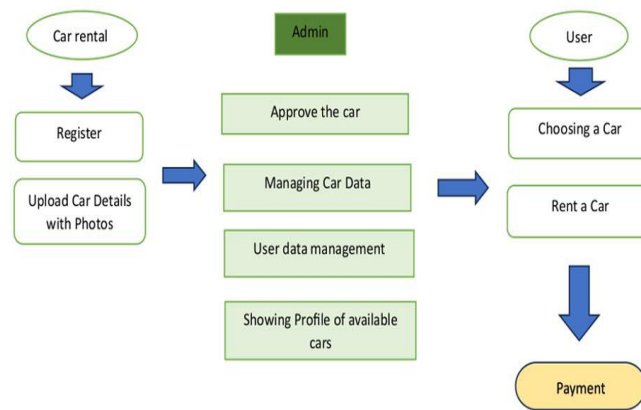 Car rental
Admin
User
Register
Approve the car
Choosing a Car
Upload Car Details
with Photos
Managing Car Data
Rent a Car
User data management
Showing Profile of available
cars
Payment